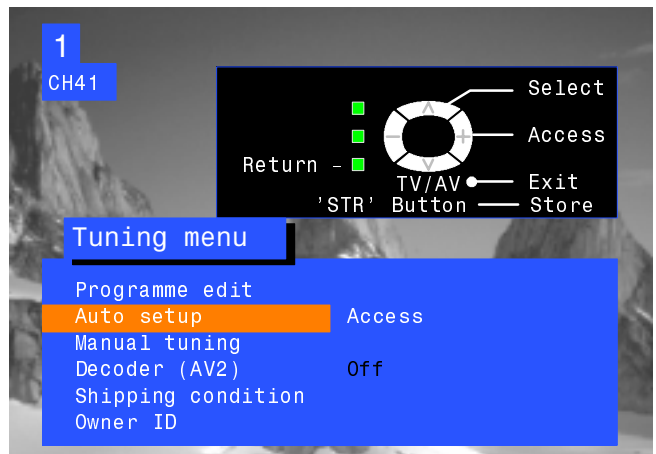 1
CH41
Select
Access
Return –
TV/AV Exit
'STR' Button Store
Tuning menu
Programme edit
Auto setup Access
Manual tuning
Decoder (AV2) Off
Shipping condition
Owner ID